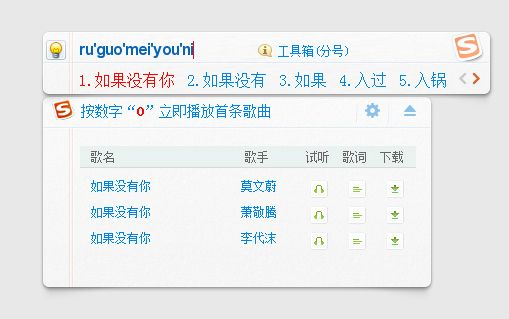 ru'guo'mei'you'ni 工具箱(分号)
1.如果没有你 2.如果没有 3.如果 4.入过 5.入锅
按数字“0”立即播放首条歌曲
歌名 歌手 试听 歌词 下载
如果没有你 莫文蔚
如果没有你 萧敬腾
如果没有你 李代沫